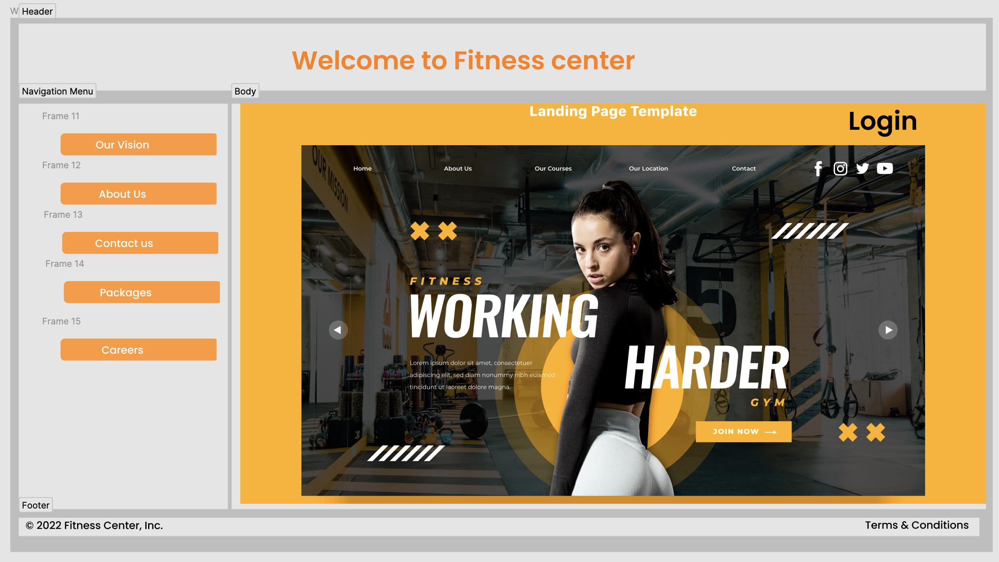 W
Header
Welcome to Fitness center
Navigation Menu
Body
Frame 11
Our Vision
Frame 12
About Us
Frame 13
Contact us
Frame 14
Packages
Frame 15
Careers
Landing Page Template
Login
Home About Us Our Courses Our Location Contact
OUR MISSION
FITNESS
WORKING
5
HARDER
Lorem ipsum dolor sit amet, consectetuer
adipiscing elit, sed diam nonummy nibh euismod
tincidunt ut laoreet dolore magna.
GYM
JOIN NOW
Footer
© 2022 Fitness Center, Inc.
Terms & Conditions